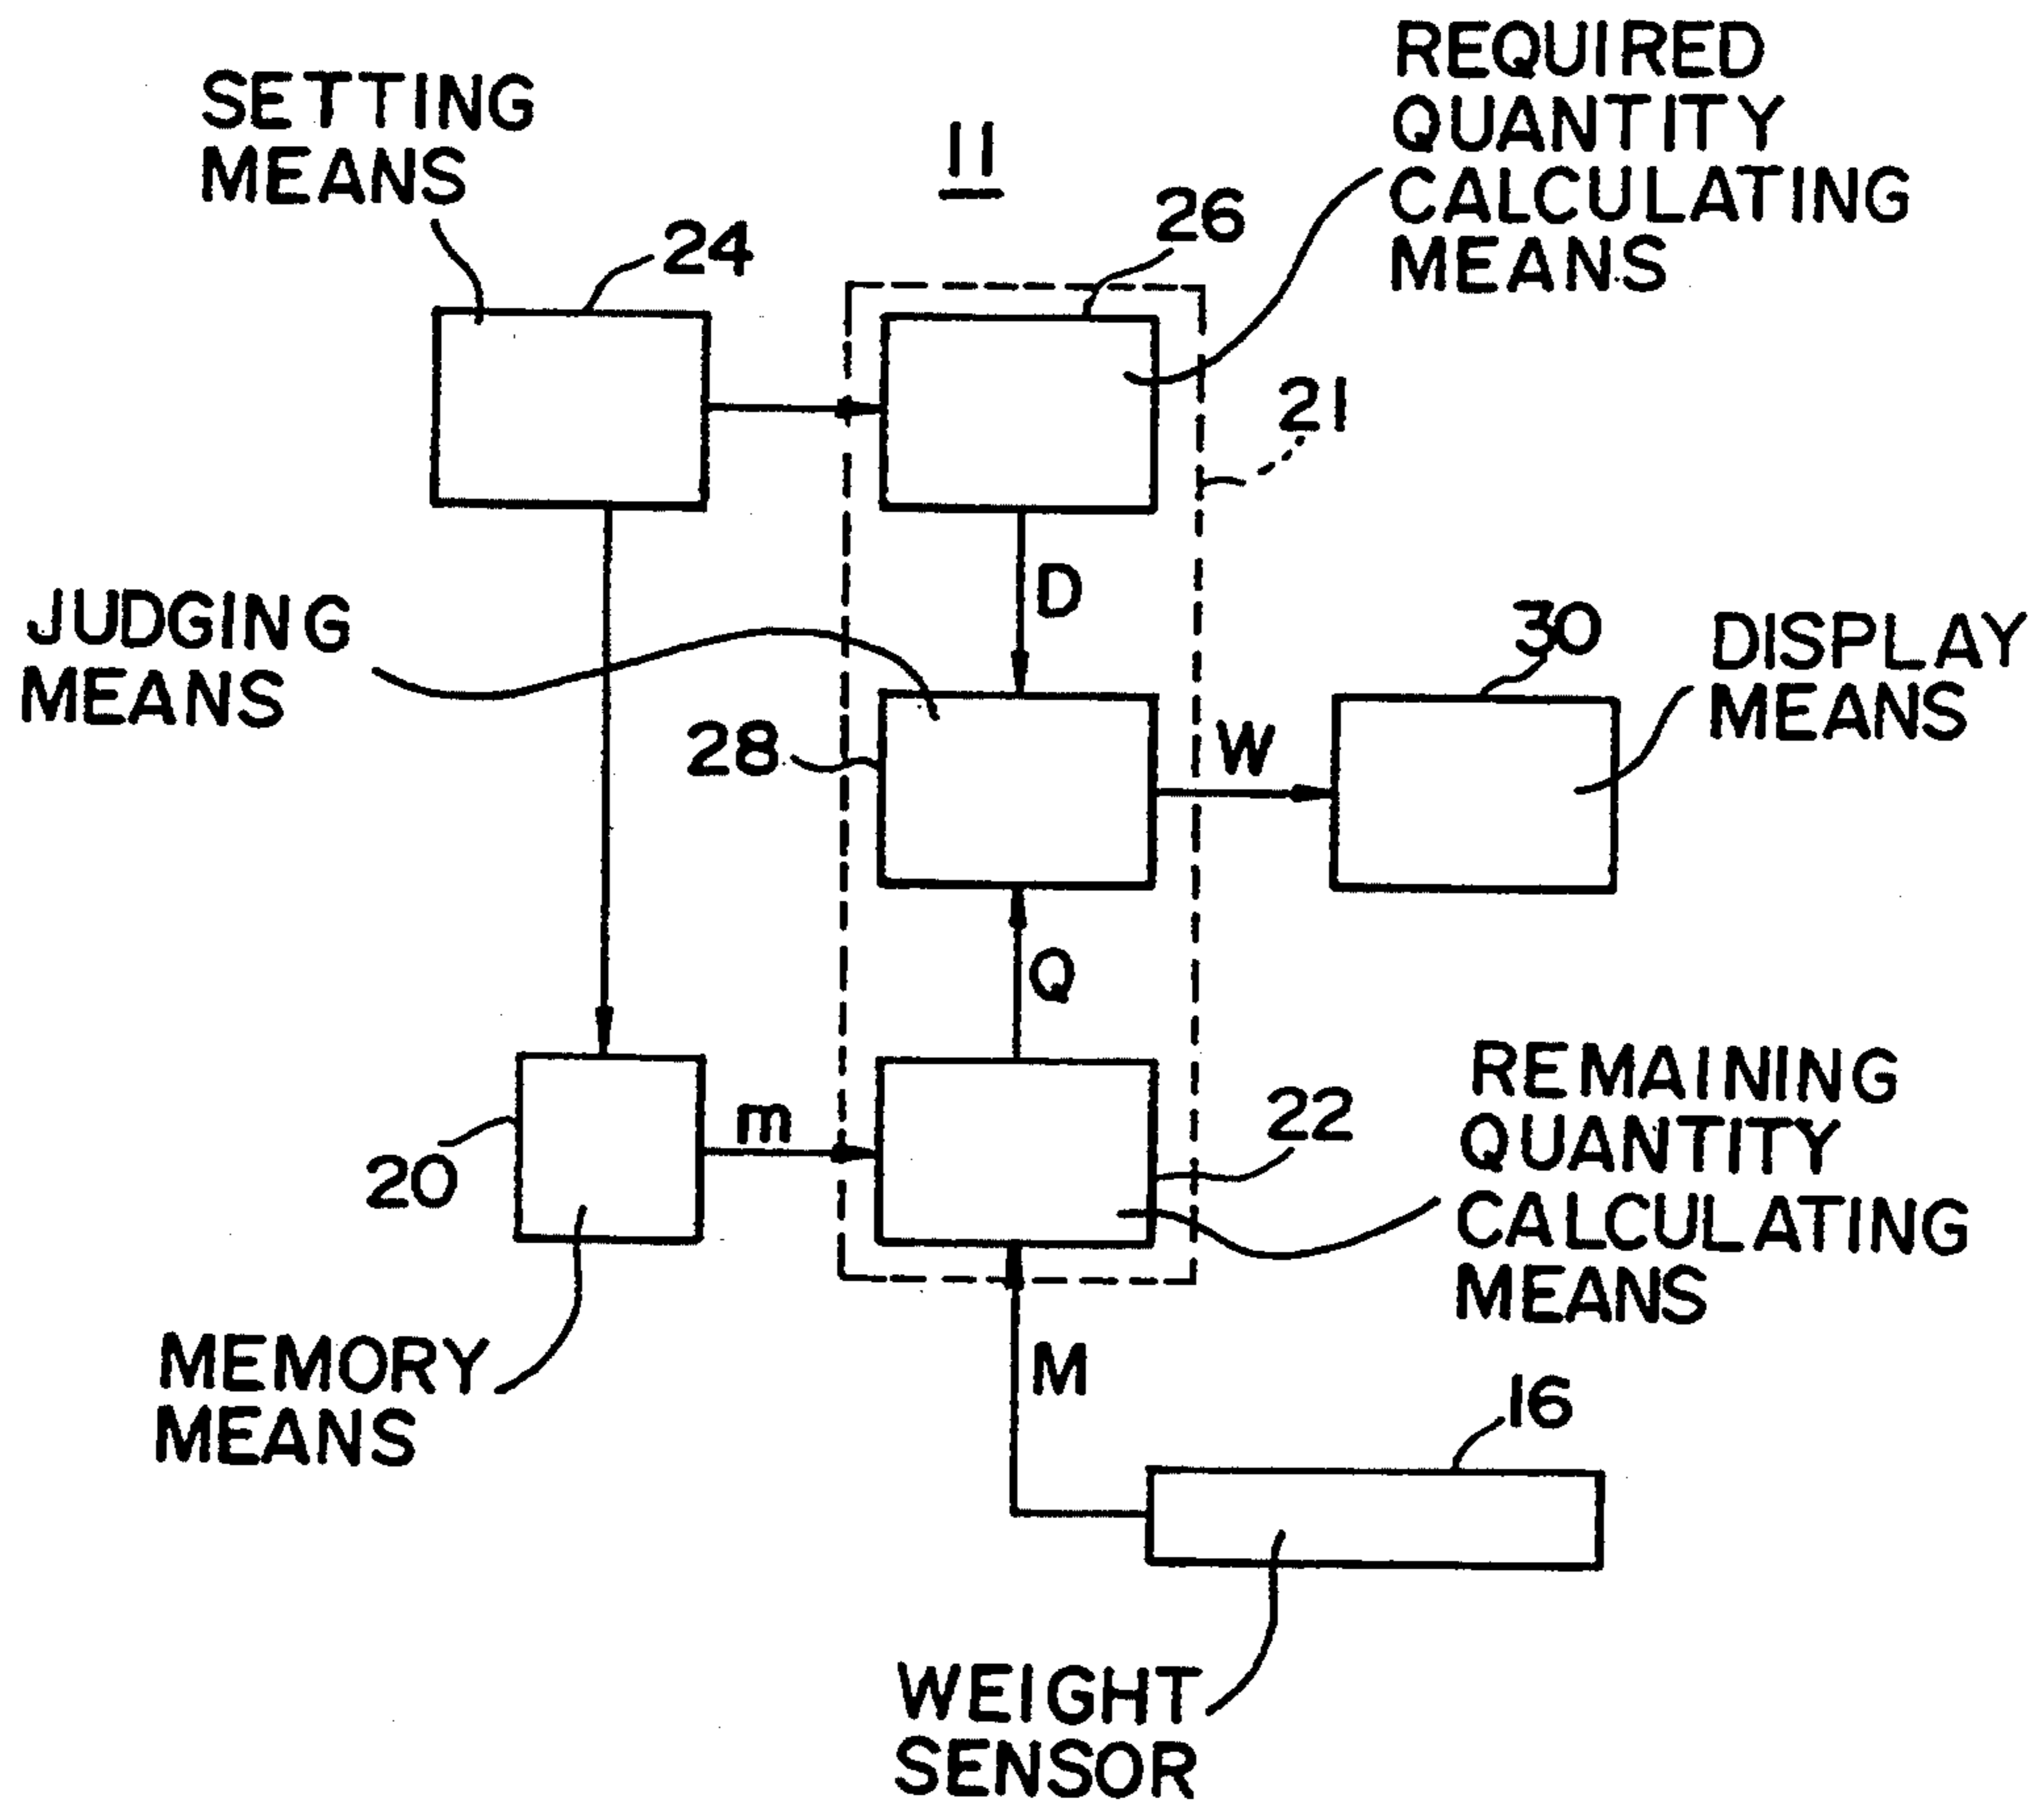 REQUIRED
QUANTITY
CALCULATING
MEANS
SETTING
MEANS
11
24
26
21
JUDGING
MEANS
D
30
DISPLAY
MEANS
28
W
Q
REMAINING
QUANTITY
CALCULATING
MEANS
m
22
20
MEMORY
MEANS
M
16
WEIGHT
SENSOR